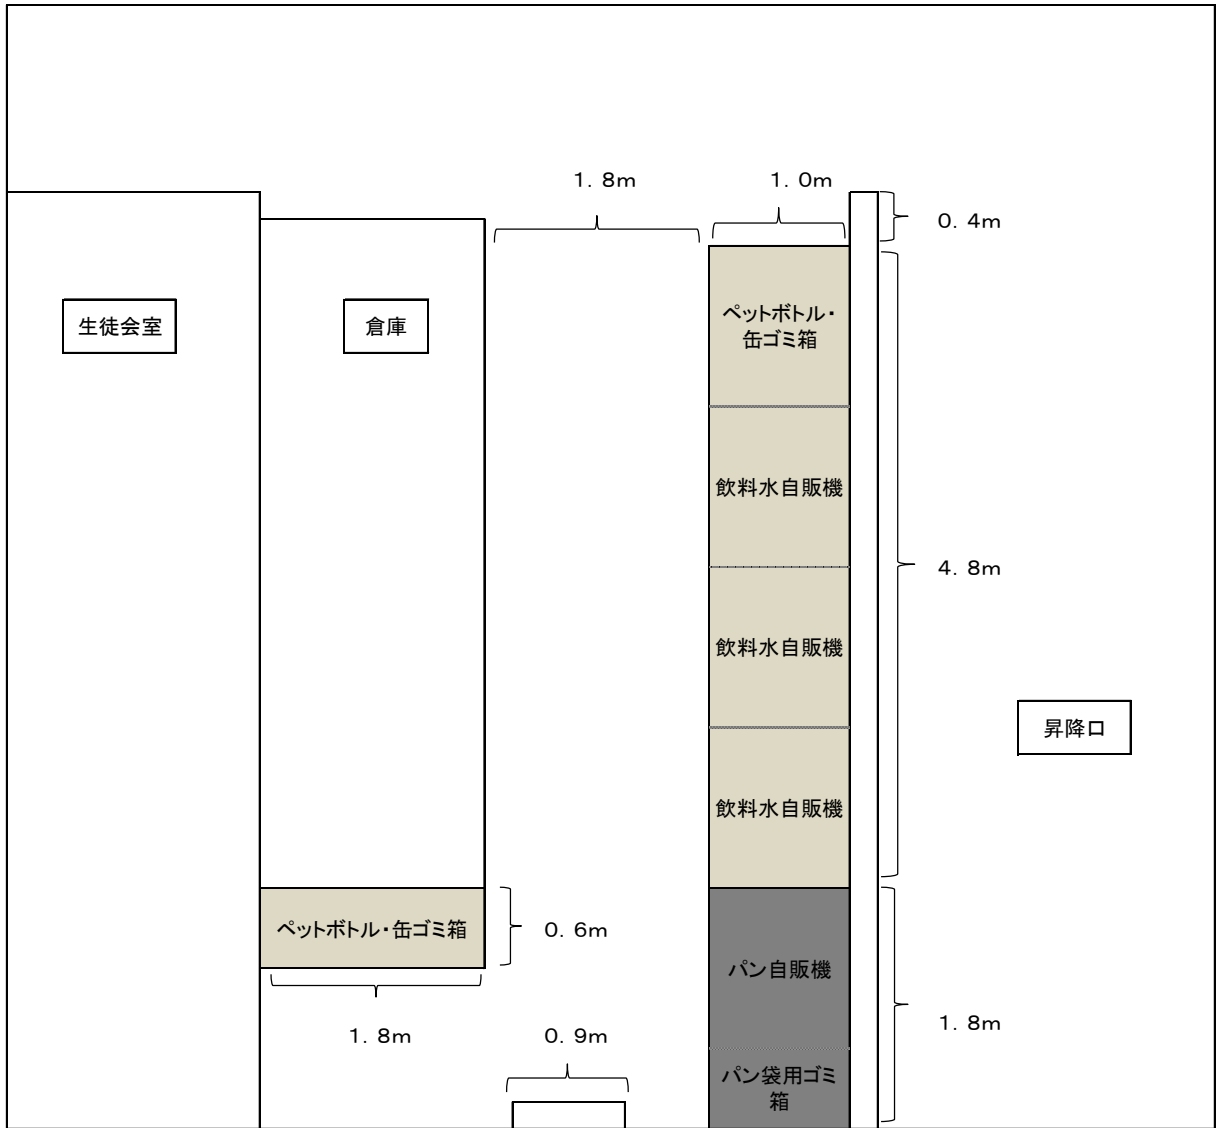 1．8m
1．0m
0．4m
生徒会室
倉庫
ペットボトル・
缶ゴミ箱
飲料水自販機
4．8m
飲料水自販機
昇降口
飲料水自販機
ペットボトル・缶ゴミ箱
0．6m
パン自販機
1．8m
1．8m
0．9m
パン袋用ゴミ
箱